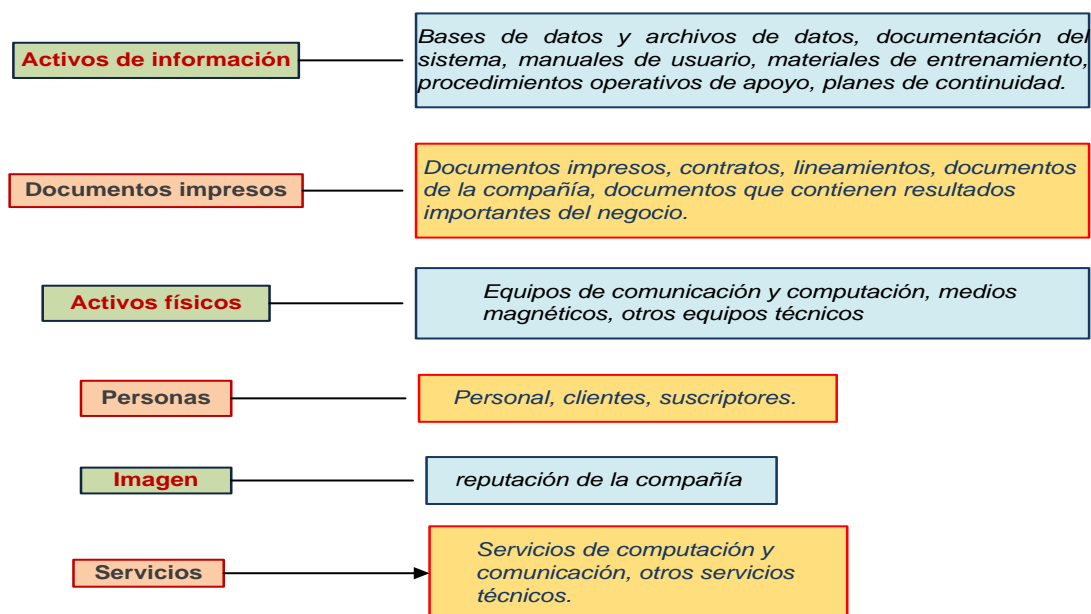 Activos de información
Bases de datos y archivos de datos, documentación del
sistema, manuales de usuario, materiales de entrenamiento,
procedimientos operativos de apoyo, planes de continuidad.
Documentos impresos
Documentos impresos, contratos, lineamientos, documentos
de la compañía, documentos que contienen resultados
importantes del negocio.
Activos físicos
Equipos de comunicación y computación, medios
magnéticos, otros equipos técnicos
Personas
Personal, clientes, suscriptores.
Imagen
reputación de la compañía
Servicios
Servicios de computación y
comunicación, otros servicios
técnicos.